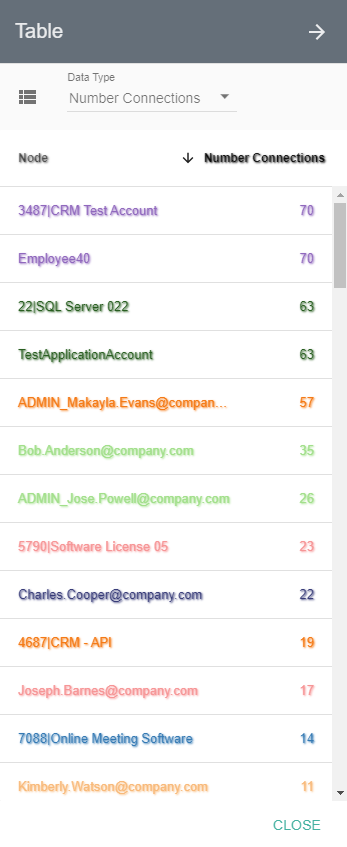 Table
Data Type
Number Connections
Node Number Connections
3487|CRM Test Account 70
Employee40 70
22|SQL Server 022 63
TestApplicationAccount 63
ADMIN_Makayla.Evans@compan... 57
Bob.Anderson@company.com 35
ADMIN_Jose.Powell@company.com 26
5790|Software License 05 23
Charles.Cooper@company.com 22
4687|CRM - API 19
Joseph.Barnes@company.com 17
7088|Online Meeting Software 14
Kimberly.Watson@company.com 11
CLOSE